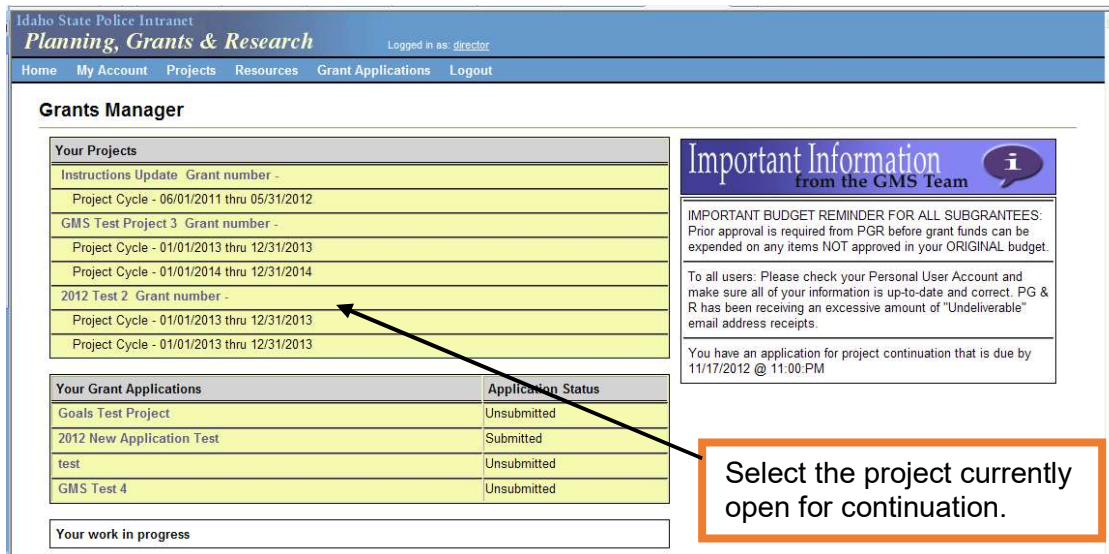 Idaho State Police Intranet
Planning, Grants & Research
Logged in as: director
Home My Account Projects Resources Grant Applications Logout
Grants Manager
Your Projects
Instructions Update Grant number -
Project Cycle - 06/01/2011 thru 05/31/2012
GMS Test Project 3 Grant number -
Project Cycle - 01/01/2013 thru 12/31/2013
Project Cycle - 01/01/2014 thru 12/31/2014
2012 Test 2 Grant number -
Project Cycle - 01/01/2013 thru 12/31/2013
Project Cycle - 01/01/2013 thru 12/31/2013
Your Grant Applications Application Status
Goals Test Project Unsubmitted
2012 New Application Test Submitted
test Unsubmitted
GMS Test 4 Unsubmitted
Your work in progress
Important Information
from the GMS Team
i
IMPORTANT BUDGET REMINDER FOR ALL SUBGRANTEES:
Prior approval is required from PGR before grant funds can be
expended on any items NOT approved in your ORIGINAL budget.
To all users: Please check your Personal User Account and
make sure all of your information is up-to-date and correct. PG &
R has been receiving an excessive amount of "Undeliverable"
email address receipts.
You have an application for project continuation that is due by
11/17/2012 @ 11:00:PM
Select the project currently
open for continuation.